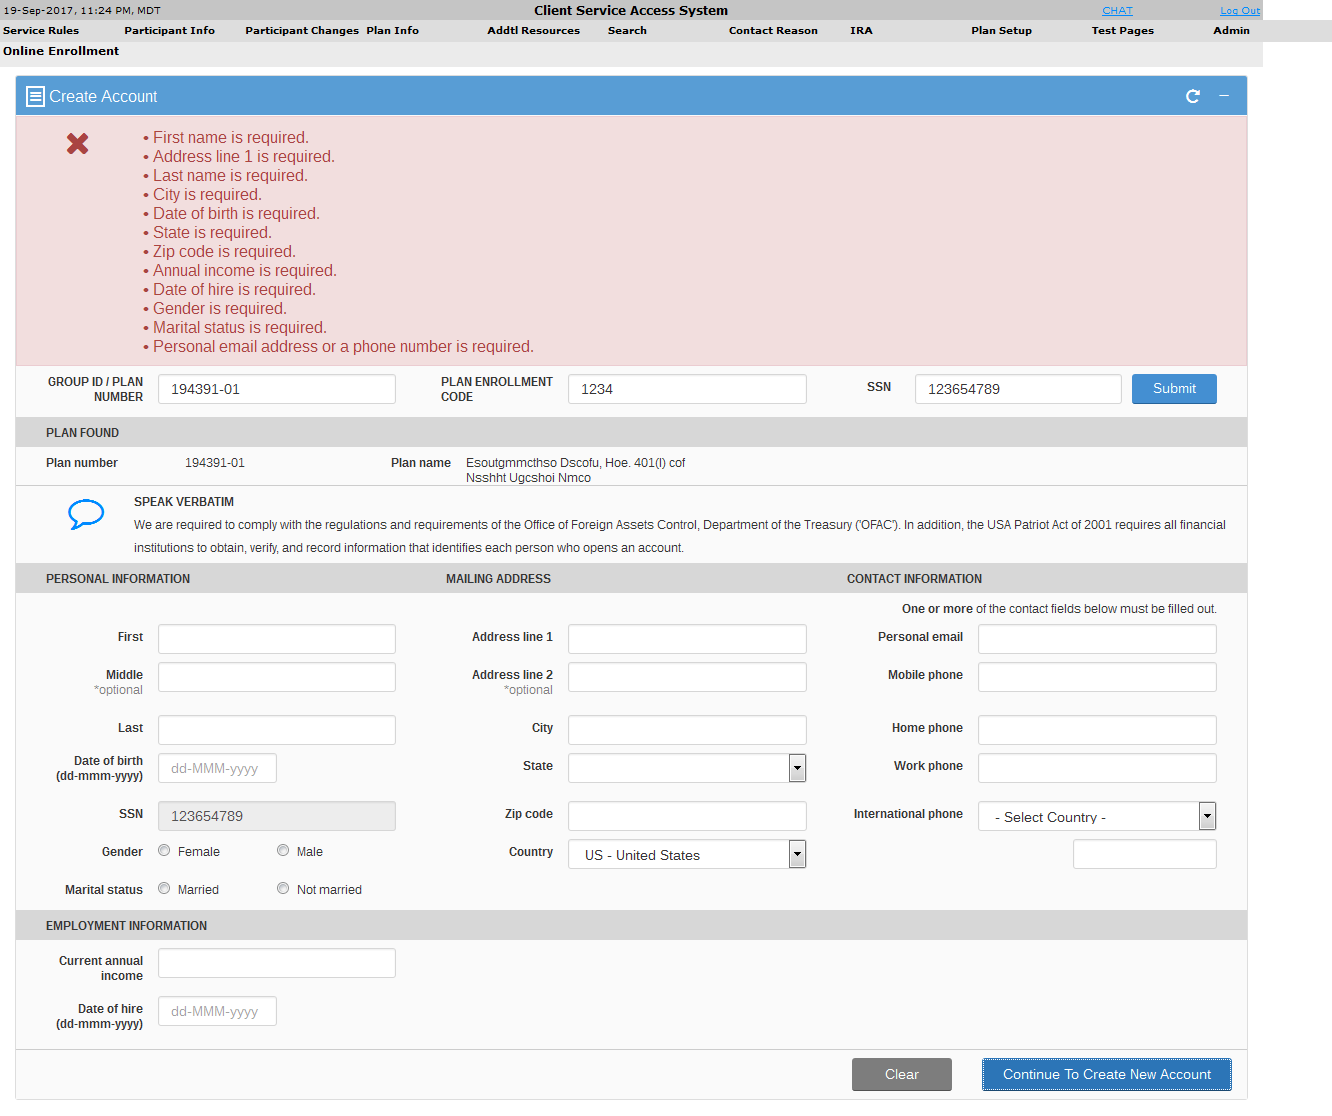 19-Sep-2017, 11:24 PM, MDT Client Service Access System CHAT Log Out
Service Rules Participant Info Participant Changes Plan Info Addtl Resources Search Contact Reason IRA Plan Setup Test Pages Admin
Online Enrollment
Create Account
• First name is required.
• Address line 1 is required.
• Last name is required.
• City is required.
• Date of birth is required.
• State is required.
• Zip code is required.
• Annual income is required.
• Date of hire is required.
• Gender is required.
• Marital status is required.
• Personal email address or a phone number is required.
GROUP ID / PLAN NUMBER 194391-01 PLAN ENROLLMENT CODE 1234 SSN 123654789 Submit
PLAN FOUND
Plan number 194391-01 Plan name Esoutgmmcthso Dscofu, Hoe. 401(l) cof
Nsshht Ugcshoi Nmco
SPEAK VERBATIM
We are required to comply with the regulations and requirements of the Office of Foreign Assets Control, Department of the Treasury ('OFAC'). In addition, the USA Patriot Act of 2001 requires all financial
institutions to obtain, verify, and record information that identifies each person who opens an account.
PERSONAL INFORMATION MAILING ADDRESS CONTACT INFORMATION
One or more of the contact fields below must be filled out.
First Address line 1 Personal email
Middle Address line 2 Mobile phone
*optional *optional
Last City Home phone
Date of birth
(dd-mmm-yyyy) dd-MMM-yyyy State Work phone
SSN 123654789 Zip code International phone - Select Country -
Gender Female Male Country US - United States
Marital status Married Not married
EMPLOYMENT INFORMATION
Current annual
income
Date of hire
(dd-mmm-yyyy) dd-MMM-yyyy
Clear Continue To Create New Account